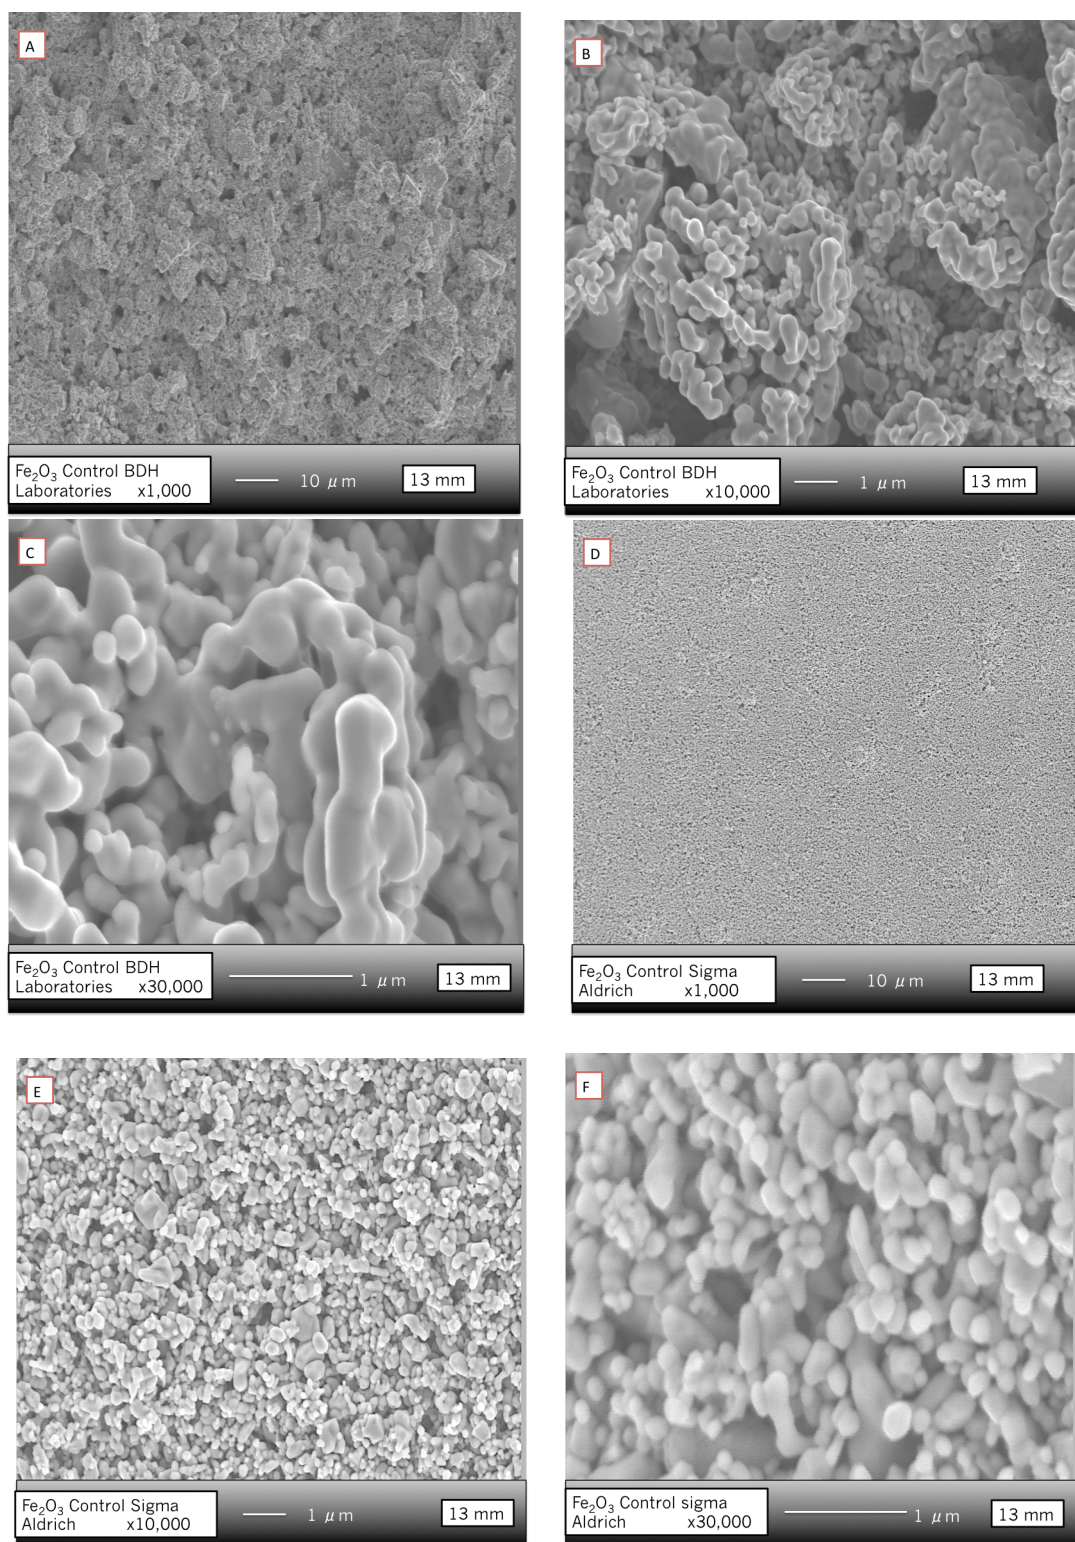 A
Fe₂O₃ Control BDH
Laboratories x1,000
10 μm
13 mm
B
Fe₂O₃ Control BDH
Laboratories x10,000
1 μm
13 mm
C
Fe₂O₃ Control BDH
Laboratories x30,000
1 μm
13 mm
D
Fe₂O₃ Control Sigma
Aldrich x1,000
10 μm
13 mm
E
Fe₂O₃ Control Sigma
Aldrich x10,000
1 μm
13 mm
F
Fe₂O₃ Control sigma
Aldrich x30,000
1 μm
13 mm